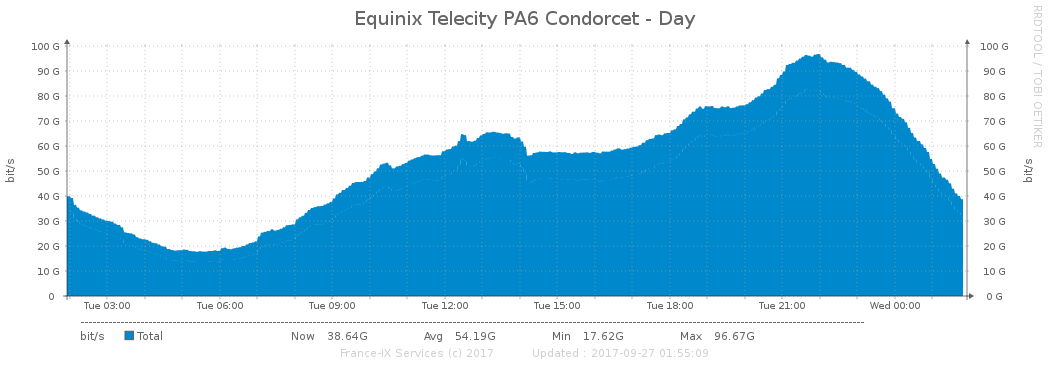 Equinix Telecity PA6 Condorcet - Day
RRDTOOL / TOBI OETIKER
100 G 100 G
90 G 90 G
80 G 80 G
70 G 70 G
60 G 60 G
50 G 50 G
40 G 40 G
30 G 30 G
20 G 20 G
10 G 10 G
0 0 G
bit/s bit/s
Tue 03:00 Tue 06:00 Tue 09:00 Tue 12:00 Tue 15:00 Tue 18:00 Tue 21:00 Wed 00:00
bit/s Total Now 38.64G Avg 54.19G Min 17.62G Max 96.67G
France-IX Services (c) 2017 Updated : 2017-09-27 01:55:09